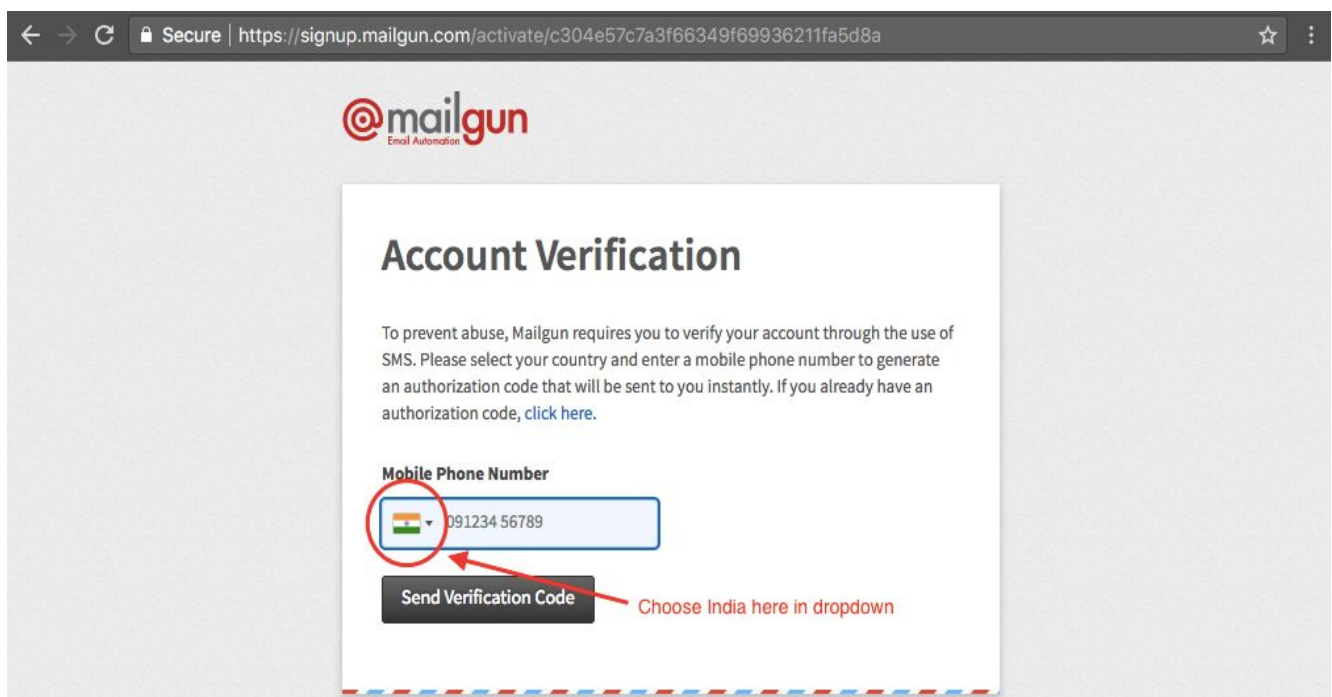 Secure | https://signup.mailgun.com/activate/c304e57c7a3f66349f69936211fa5d8a
@mailgun
Email Automation
Account Verification
To prevent abuse, Mailgun requires you to verify your account through the use of
SMS. Please select your country and enter a mobile phone number to generate
an authorization code that will be sent to you instantly. If you already have an
authorization code, click here.
Mobile Phone Number
091234 56789
Send Verification Code
Choose India here in dropdown